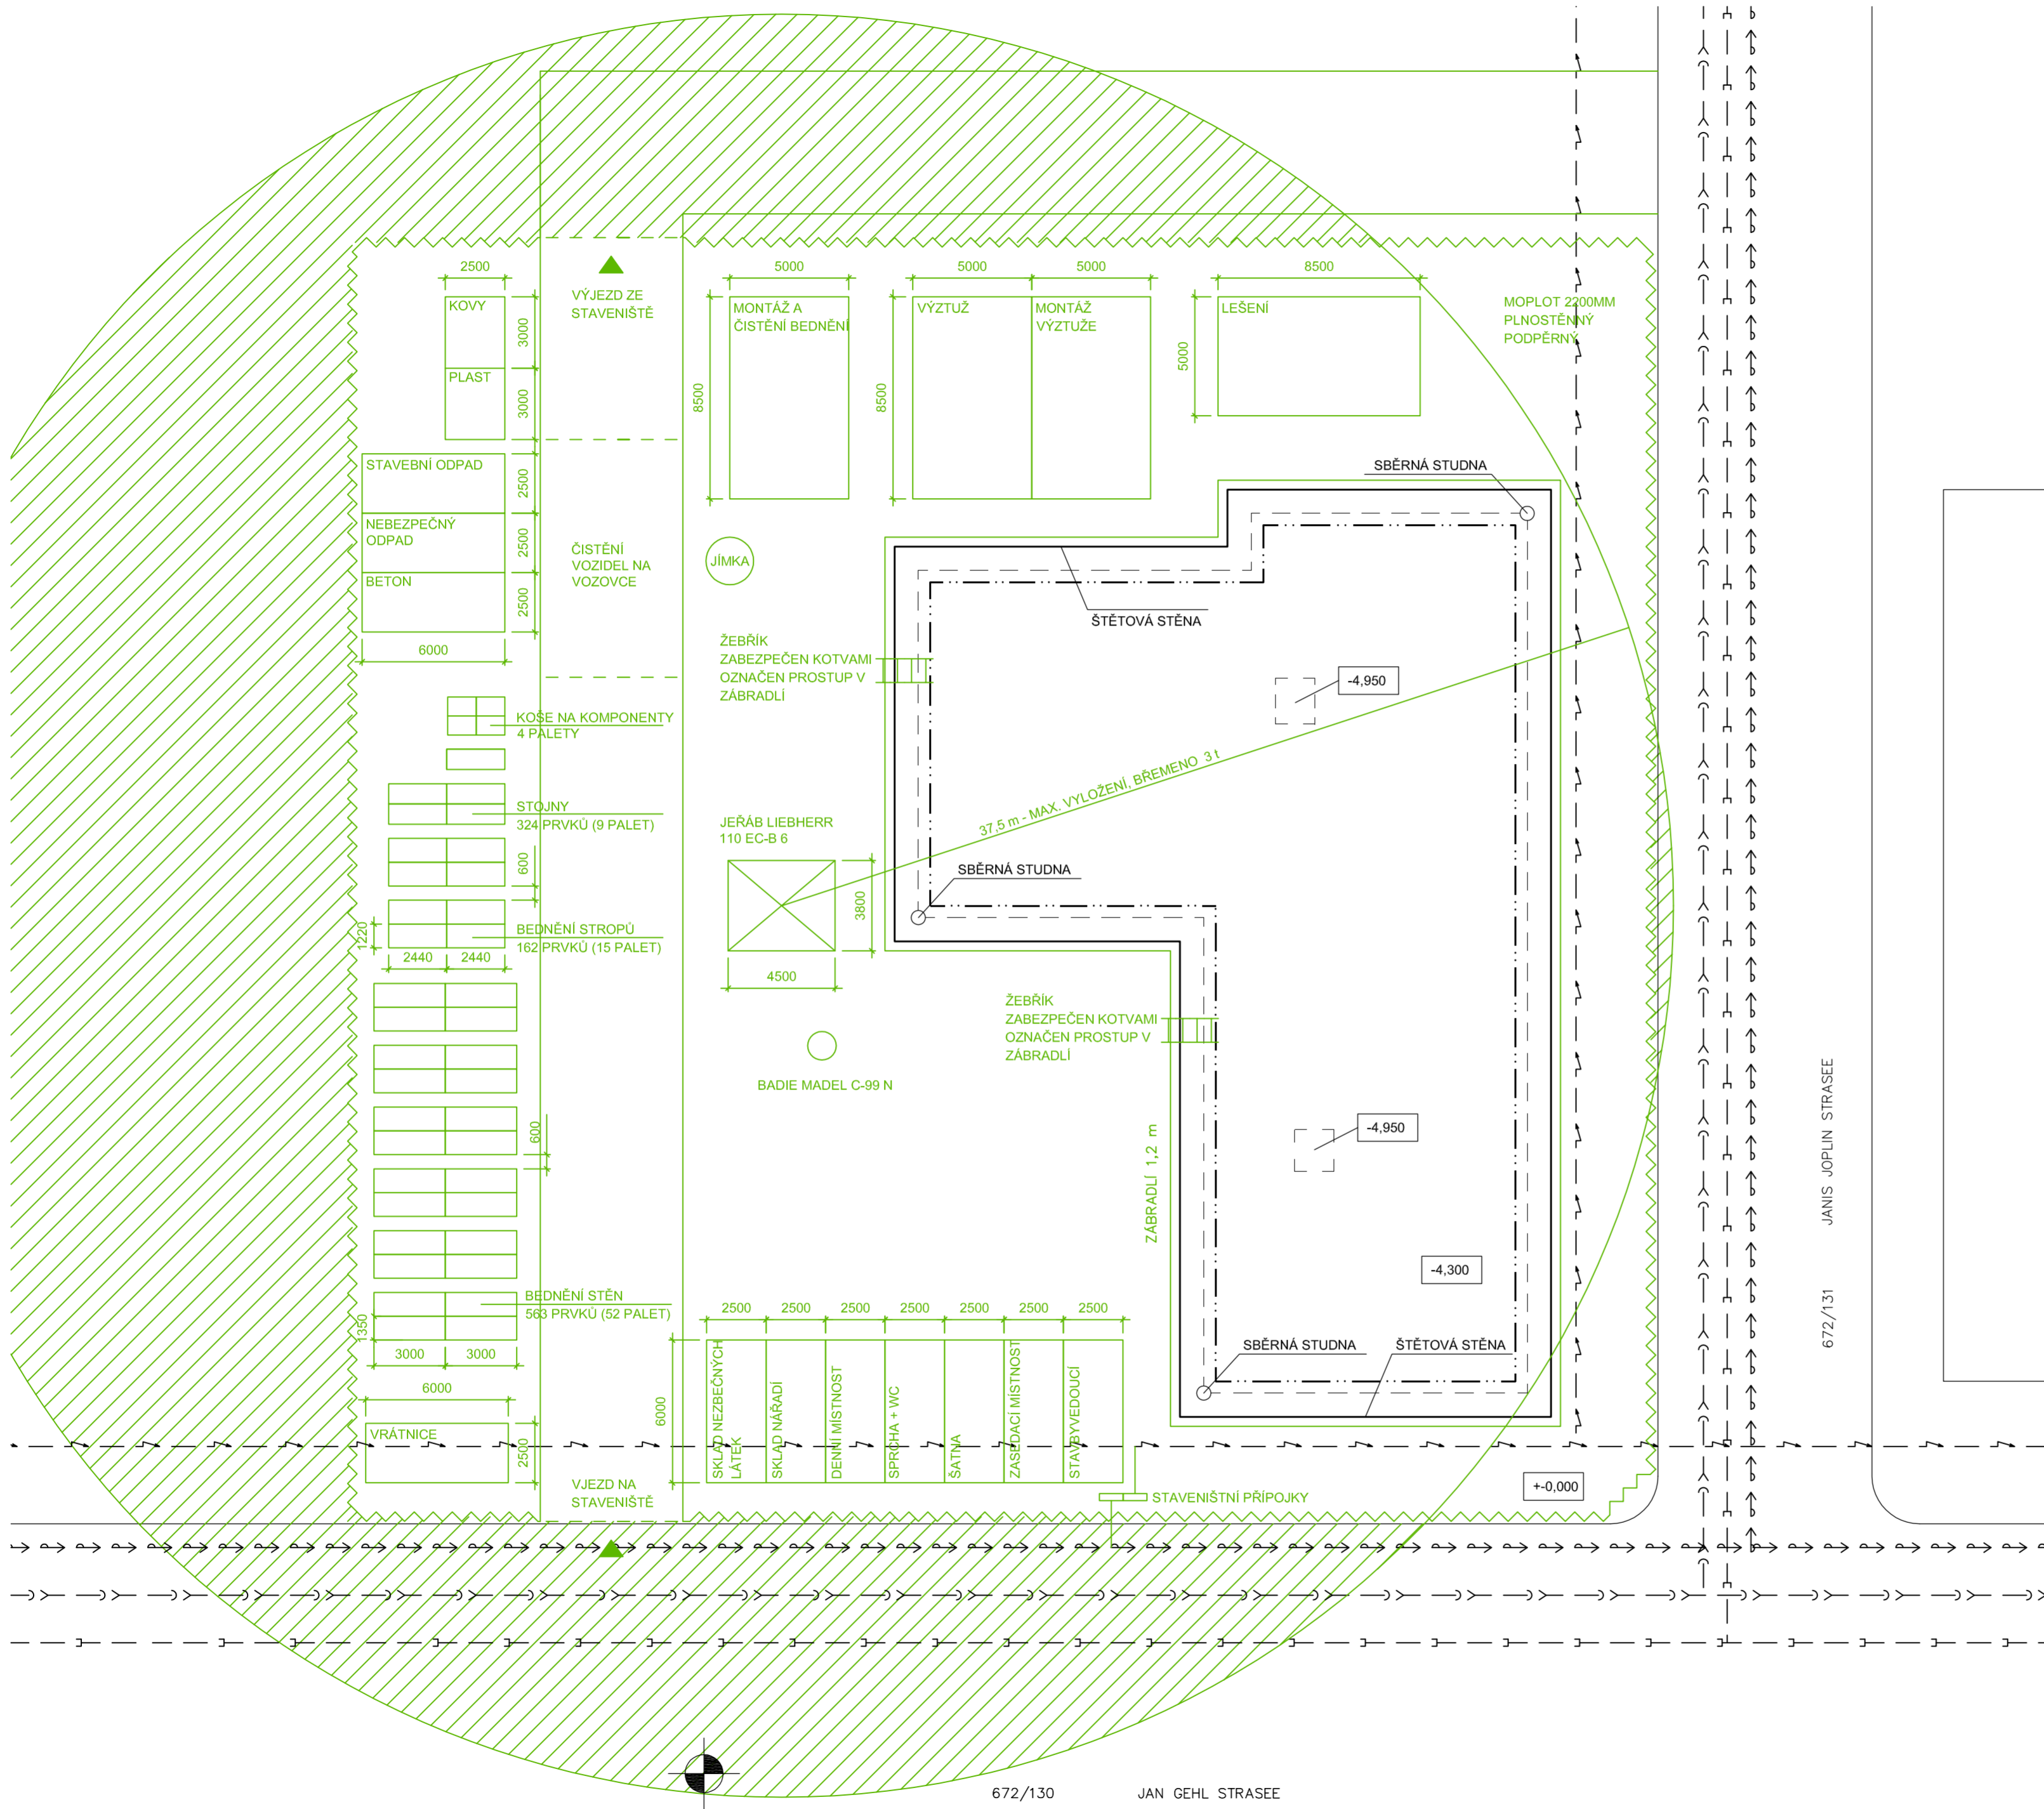 2500
5000
5000
5000
8500
KOVY
3000
PLAST
3000
VÝJEZD ZE
STAVENIŠTĚ
MONTÁŽ A
ČISTĚNÍ BEDNĚNÍ
8500
VÝZTUŽ
8500
MONTÁŽ
VÝZTUŽE
LEŠENÍ
5000
MOPLOT 2200MM
PLNOSTĚNNÝ
PODPĚRNÝ
STAVEBNÍ ODPAD
2500
NEBEZPEČNÝ
ODPAD
2500
BETON
2500
6000
ČISTĚNÍ
VOZIDEL NA
VOZOVCE
JÍMKA
SBĚRNÁ STUDNA
ŠTĚTOVÁ STĚNA
ŽEBŘÍK
ZABEZPEČEN KOTVAMI
OZNAČEN PROSTUP V
ZÁBRADLÍ
-4,950
KOŠE NA KOMPONENTY
4 PALETY
37,5 m - MAX. VYLOŽENÍ, BŘEMENO 3 t
STOJNY
324 PRVKŮ (9 PALET)
600
JEŘÁB LIEBHERR
110 EC-B 6
3800
4500
SBĚRNÁ STUDNA
1220
BEDNĚNÍ STROPŮ
162 PRVKŮ (15 PALET)
2440
2440
ŽEBŘÍK
ZABEZPEČEN KOTVAMI
OZNAČEN PROSTUP V
ZÁBRADLÍ
BADIE MADEL C-99 N
600
-4,950
ZÁBRADLÍ 1,2 m
-4,300
BEDNĚNÍ STĚN
563 PRVKŮ (52 PALET)
1350
3000
3000
6000
VRÁTNICE
2500
2500
2500
2500
2500
2500
2500
2500
6000
SKLAD NEZBEČNÝCH
LÁTEK
SKLAD NÁŘADÍ
DENNÍ MÍSTNOST
SPRCHA + WC
ŠATNA
ZASEDACÍ MÍSTNOST
STAVBYVEDOUCÍ
SBĚRNÁ STUDNA
ŠTĚTOVÁ STĚNA
VJEZD NA
STAVENIŠTĚ
STAVENIŠTNÍ PŘÍPOJKY
+-0,000
672/131 JANIS JOPLIN STRASEE
672/130 JAN GEHL STRASEE